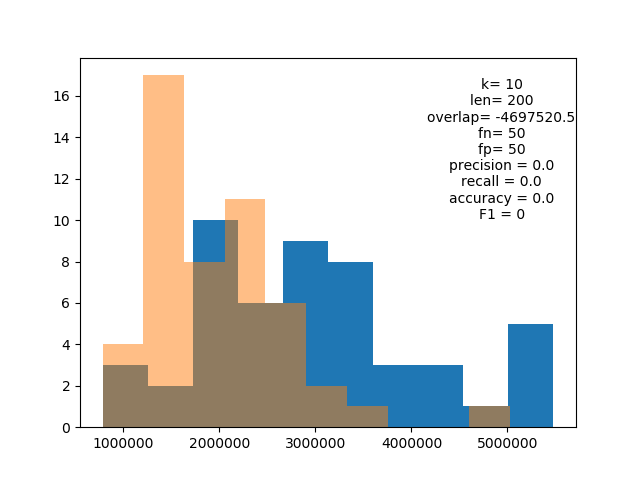 k= 10
len= 200
overlap= -4697520.5
fn= 50
fp= 50
precision = 0.0
recall = 0.0
accuracy = 0.0
F1 = 0
16
14
12
10
8
6
4
2
0
1000000 2000000 3000000 4000000 5000000